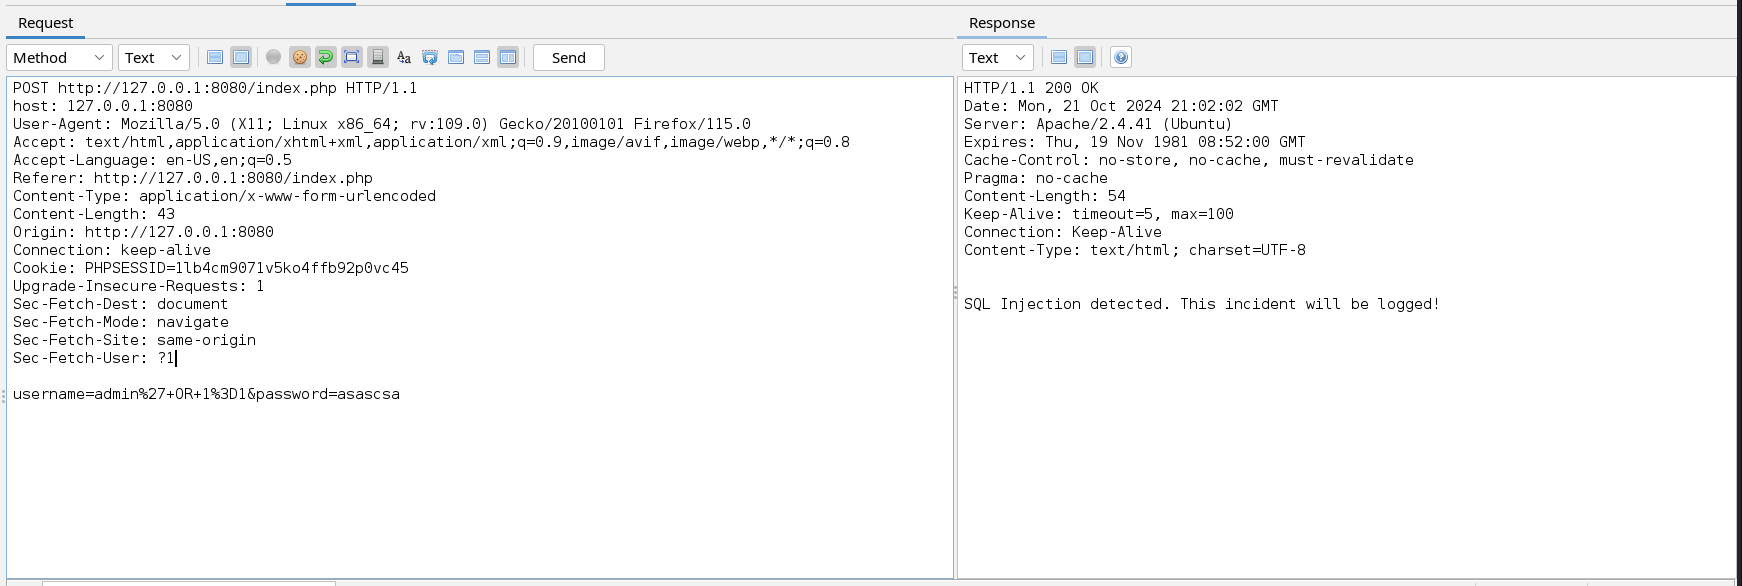 Request
Response
Method Text Send
Text
POST http://127.0.0.1:8080/index.php HTTP/1.1
host: 127.0.0.1:8080
User-Agent: Mozilla/5.0 (X11; Linux x86_64; rv:109.0) Gecko/20100101 Firefox/115.0
Accept: text/html,application/xhtml+xml,application/xml;q=0.9,image/avif,image/webp,*/*;q=0.8
Accept-Language: en-US,en;q=0.5
Referer: http://127.0.0.1:8080/index.php
Content-Type: application/x-www-form-urlencoded
Content-Length: 43
Origin: http://127.0.0.1:8080
Connection: keep-alive
Cookie: PHPSESSID=1lb4cm9071v5ko4ffb92p0vc45
Upgrade-Insecure-Requests: 1
Sec-Fetch-Dest: document
Sec-Fetch-Mode: navigate
Sec-Fetch-Site: same-origin
Sec-Fetch-User: ?1
username=admin%27+OR+1%3D1&password=asascsa
HTTP/1.1 200 OK
Date: Mon, 21 Oct 2024 21:02:02 GMT
Server: Apache/2.4.41 (Ubuntu)
Expires: Thu, 19 Nov 1981 08:52:00 GMT
Cache-Control: no-store, no-cache, must-revalidate
Pragma: no-cache
Content-Length: 54
Keep-Alive: timeout=5, max=100
Connection: Keep-Alive
Content-Type: text/html; charset=UTF-8
SQL Injection detected. This incident will be logged!